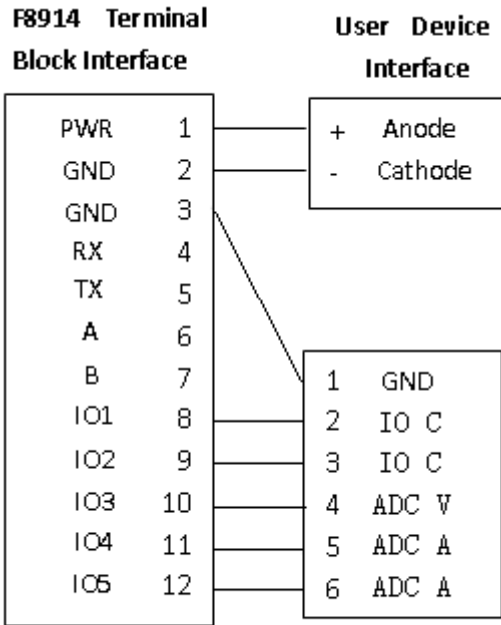 F8914 Terminal
Block Interface
User Device
Interface
PWR 1
GND 2
GND 3
RX 4
TX 5
A 6
B 7
IO1 8
IO2 9
IO3 10
IO4 11
IO5 12
+ Anode
- Cathode
1 GND
2 IO C
3 IO C
4 ADC V
5 ADC A
6 ADC A